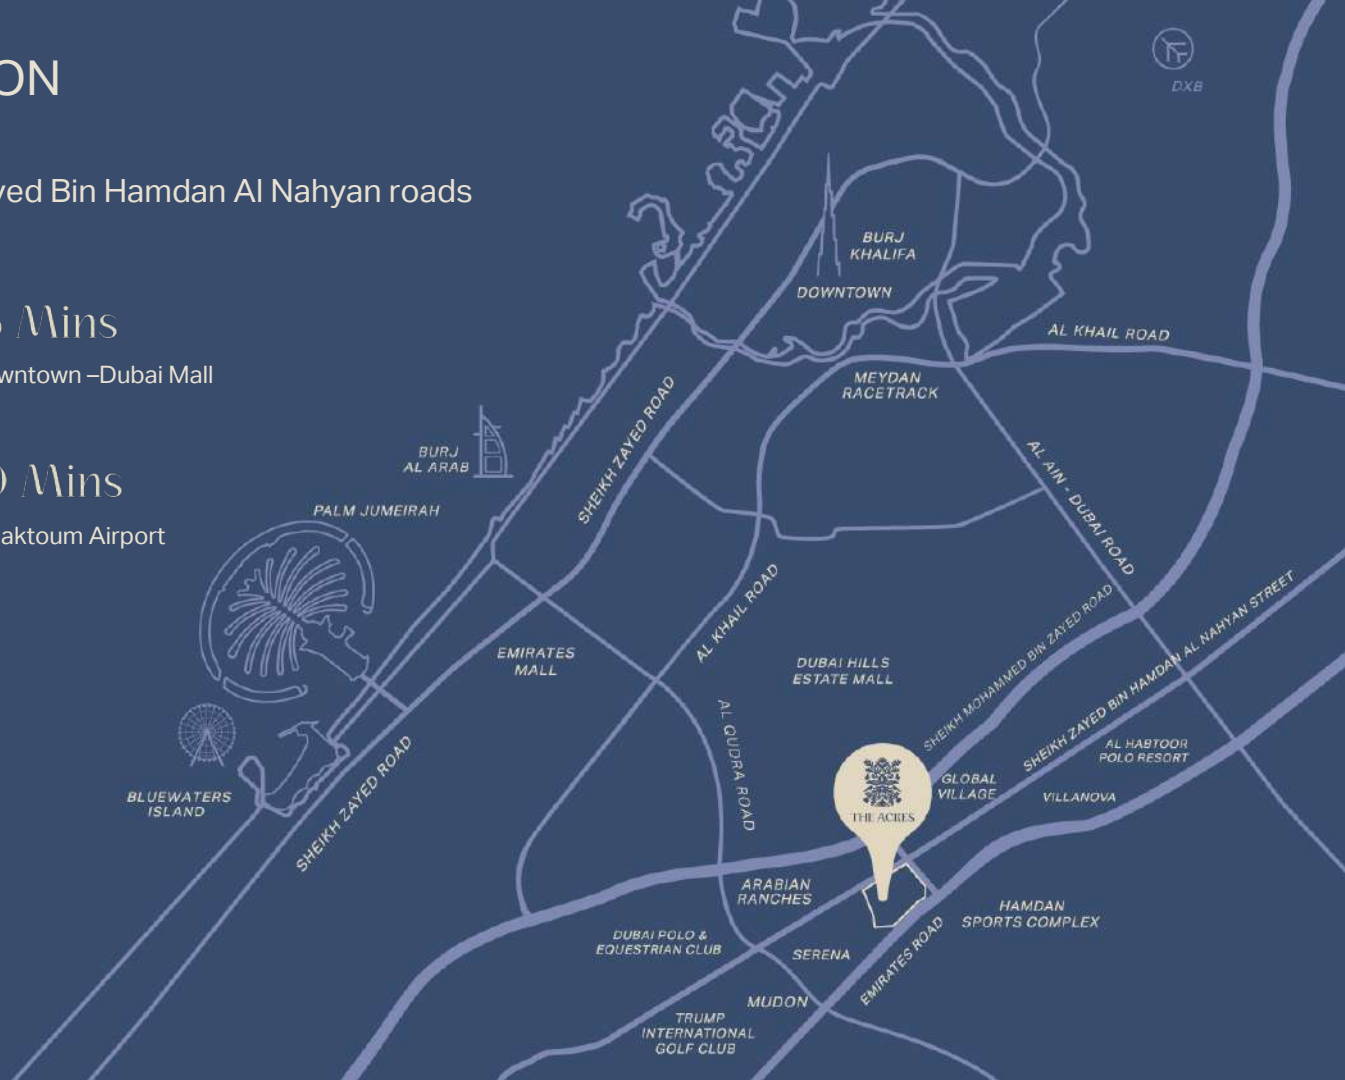 ON
yed Bin Hamdan Al Nahyan roads
Mins
wntown –Dubai Mall
Mins
aktoum Airport
DXB
BURJ
KHALIFA
DOWNTOWN
AL KHAIL ROAD
MEYDAN
RACETRACK
SHEIKH ZAYED ROAD
BURJ
AL ARAB
PALM JUMEIRAH
AL AIN - DUBAI ROAD
AL KHAIL ROAD
SHEIKH MOHAMMED BIN ZAYED ROAD
SHEIKH ZAYED BIN HAMDAN AL NAHYAN STREET
EMIRATES
MALL
DUBAI HILLS
ESTATE MALL
AL QUDRA ROAD
SHEIKH ZAYED ROAD
BLUEWATERS
ISLAND
THE ACRES
GLOBAL
VILLAGE
AL HABTOOR
POLO RESORT
VILLANOVA
ARABIAN
RANCHES
HAMDAN
SPORTS COMPLEX
DUBAI POLO &
EQUESTRIAN CLUB
SERENA
EMIRATES ROAD
MUDON
TRUMP
INTERNATIONAL
GOLF CLUB